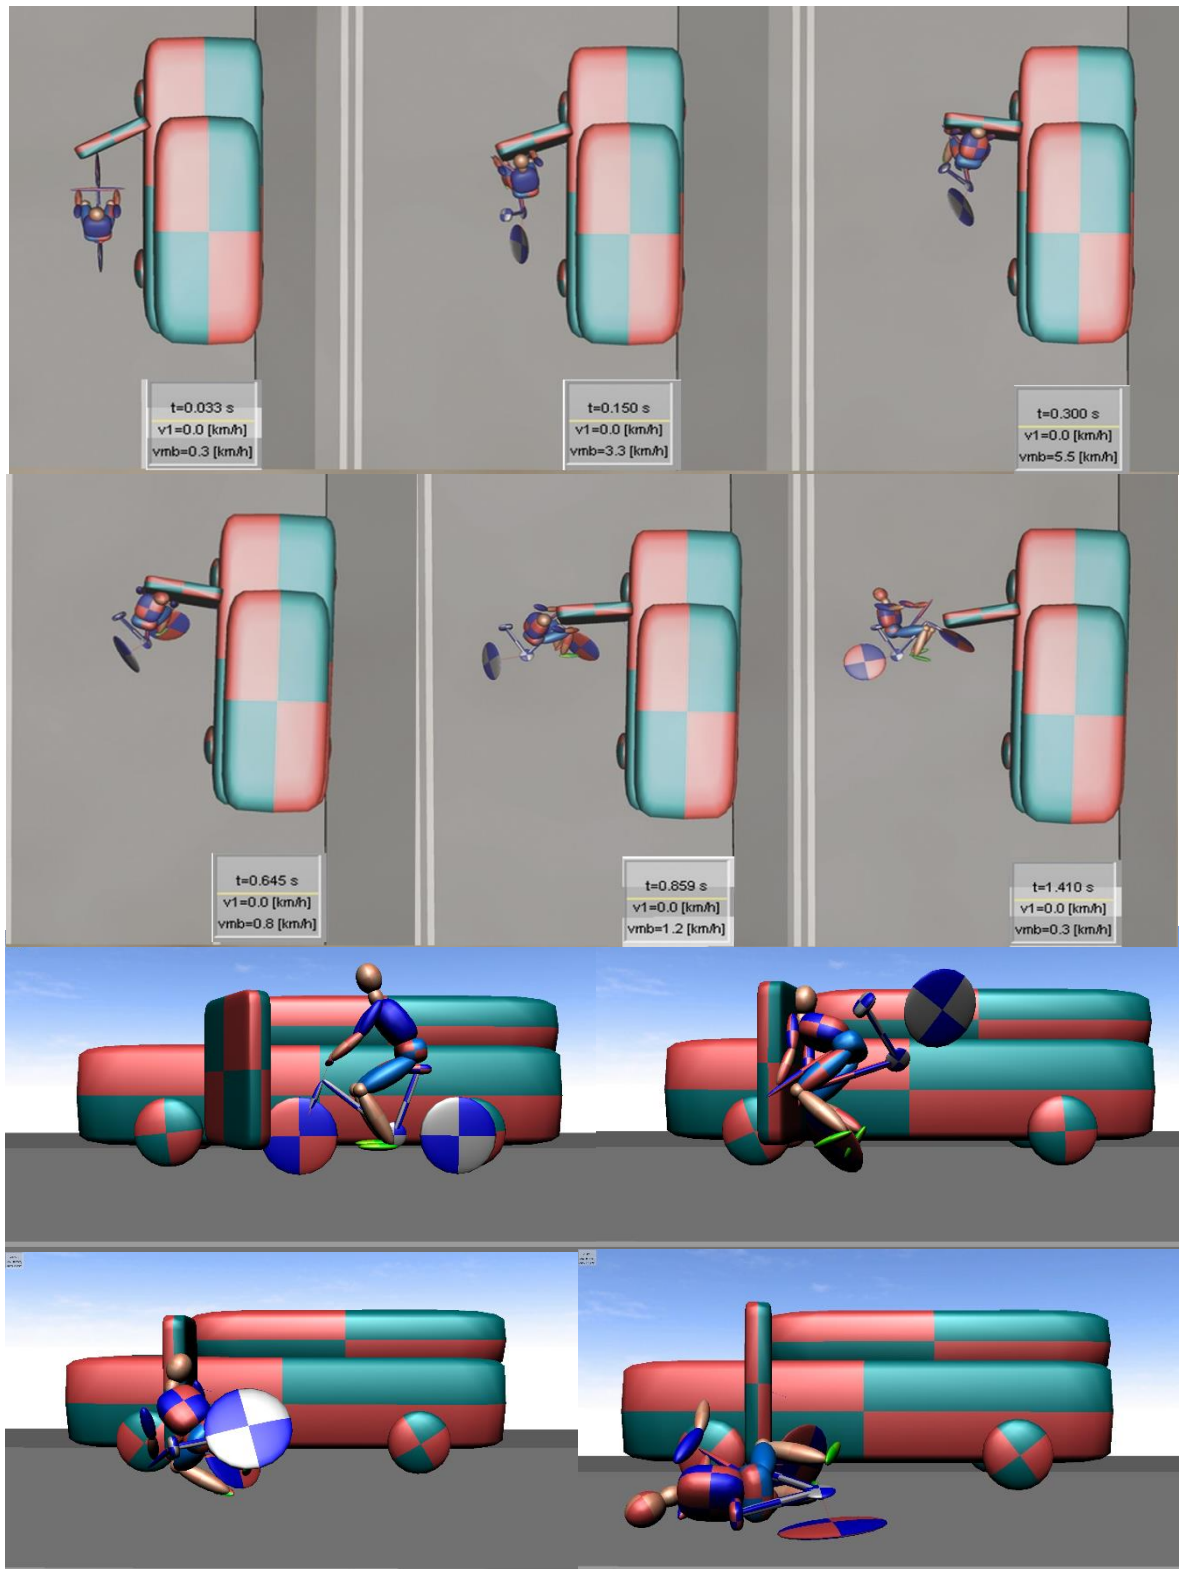 t=0.033 s
v1=0.0 [km/h]
vmb=0.3 [km/h]
t=0.150 s
v1=0.0 [km/h]
vmb=3.3 [km/h]
t=0.300 s
v1=0.0 [km/h]
vmb=5.5 [km/h]
t=0.645 s
v1=0.0 [km/h]
vmb=0.8 [km/h]
t=0.859 s
v1=0.0 [km/h]
vmb=1.2 [km/h]
t=1.410 s
v1=0.0 [km/h]
vmb=0.3 [km/h]